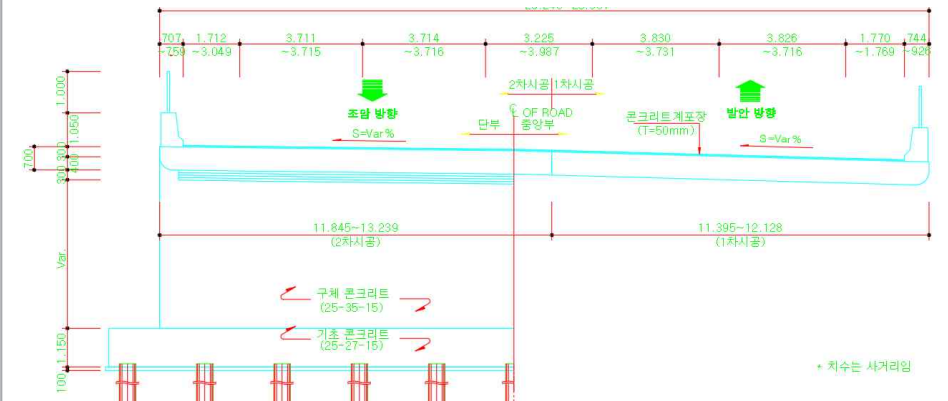 707 1.712 3.711 3.714 3.225 3.830 3.826 1.770 744
~759 ~3.049 ~3.715 ~3.716 ~3.987 ~3.731 ~3.716 ~1.769 ~926
2차시공 1차시공
조암 방향
발안 방향
℄ OF ROAD
단부 중앙부
콘크리트계포장
(T=50mm)
S=Var %
S=Var %
1.000
1.050
300
700
400
300
11.845~13.239
(2차시공)
11.395~12.128
(1차시공)
Var.
구체 콘크리트
(25-35-15)
기초 콘크리트
(25-27-15)
1.150
100
* 치수는 사거리임